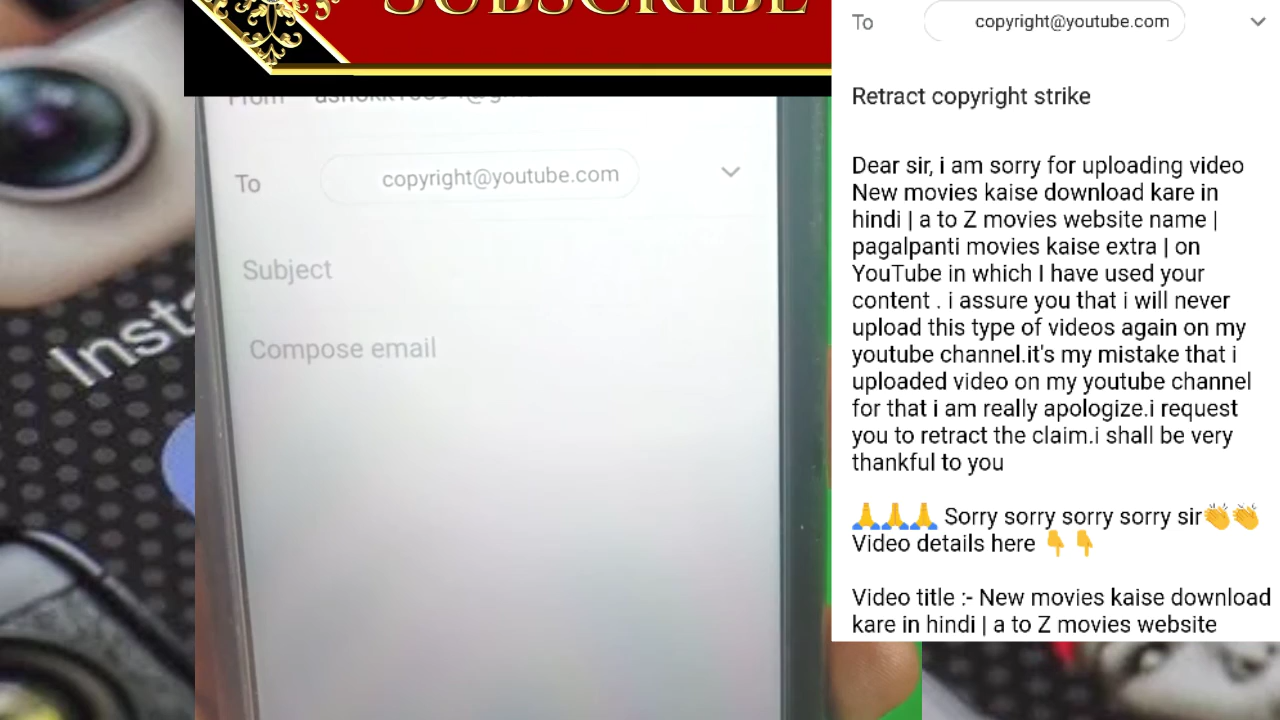 SUBSCRIBE
From
To copyright@youtube.com
Subject
Compose email
Insta
To copyright@youtube.com
Retract copyright strike
Dear sir, i am sorry for uploading video
New movies kaise download kare in
hindi | a to Z movies website name |
pagalpanti movies kaise extra | on
YouTube in which I have used your
content . i assure you that i will never
upload this type of videos again on my
youtube channel.it's my mistake that i
uploaded video on my youtube channel
for that i am really apologize.i request
you to retract the claim.i shall be very
thankful to you
🙏🙏🙏 Sorry sorry sorry sorry sir👏👏
Video details here 👇👇
Video title :- New movies kaise download
kare in hindi | a to Z movies website